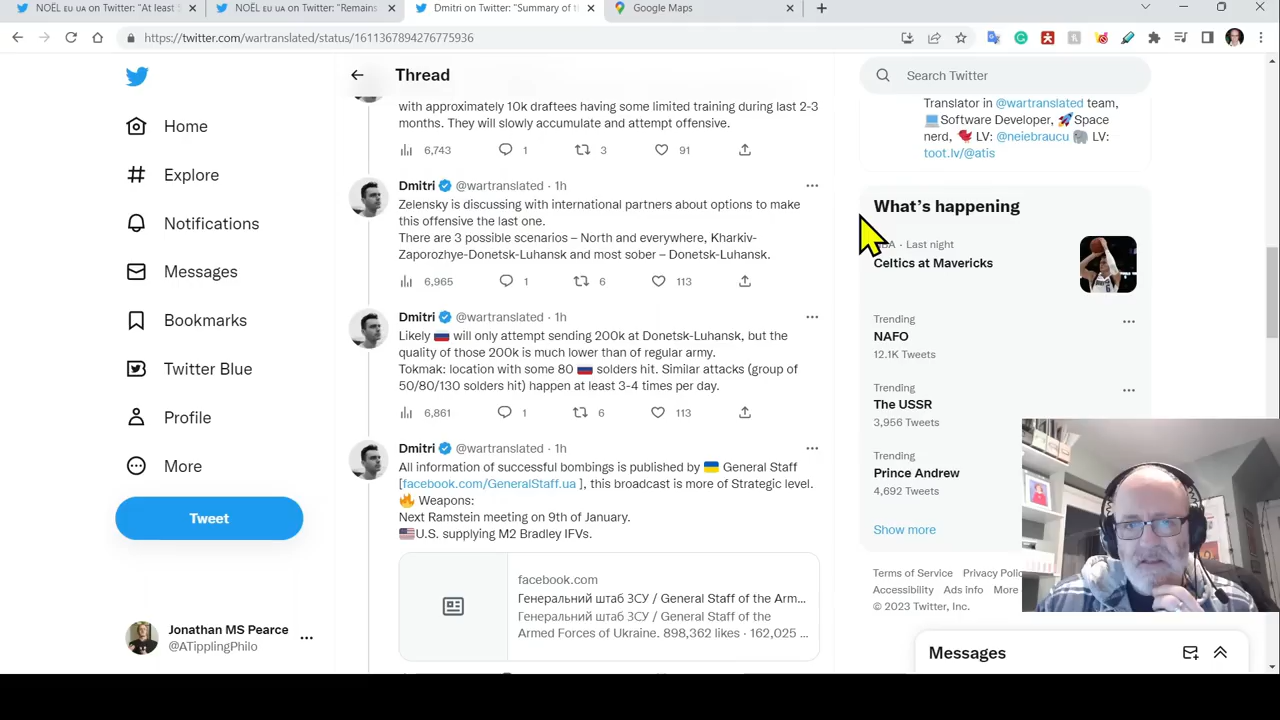 NOËL EU UA on Twitter: "At least
NOËL EU UA on Twitter: "Remains
Dmitri on Twitter: "Summary of t
Google Maps
https://twitter.com/wartranslated/status/1611367894276775936
Home
Explore
Notifications
Messages
Bookmarks
Twitter Blue
Profile
More
Tweet
Jonathan MS Pearce
@ATipplingPhilo
Thread
with approximately 10k draftees having some limited training during last 2-3
months. They will slowly accumulate and attempt offensive.
6,743 1 3 91
Dmitri @wartranslated · 1h
Zelensky is discussing with international partners about options to make
this offensive the last one.
There are 3 possible scenarios – North and everywhere, Kharkiv-
Zaporozhye-Donetsk-Luhansk and most sober – Donetsk-Luhansk.
6,965 1 6 113
Dmitri @wartranslated · 1h
Likely 🇷🇺 will only attempt sending 200k at Donetsk-Luhansk, but the
quality of those 200k is much lower than of regular army.
Tokmak: location with some 80 🇷🇺 solders hit. Similar attacks (group of
50/80/130 solders hit) happen at least 3-4 times per day.
6,861 1 6 113
Dmitri @wartranslated · 1h
All information of successful bombings is published by 🇺🇦 General Staff
[facebook.com/GeneralStaff.ua ], this broadcast is more of Strategic level.
🔥 Weapons:
Next Ramstein meeting on 9th of January.
🇺🇸U.S. supplying M2 Bradley IFVs.
facebook.com
Генеральний штаб ЗСУ / General Staff of the Arm...
Генеральний штаб ЗСУ / General Staff of the
Armed Forces of Ukraine. 898,362 likes · 162,025 ...
Search Twitter
Translator in @wartranslated team,
💻Software Developer, 🚀Space
nerd, 🐦 LV: @neiebraucu 🐘 LV:
toot.lv/@atis
What's happening
· Last night
Celtics at Mavericks
Trending
NAFO
12.1K Tweets
Trending
The USSR
3,956 Tweets
Trending
Prince Andrew
4,692 Tweets
Show more
Terms of Service Privacy Polic
Accessibility Ads info More
© 2023 Twitter, Inc.
Messages